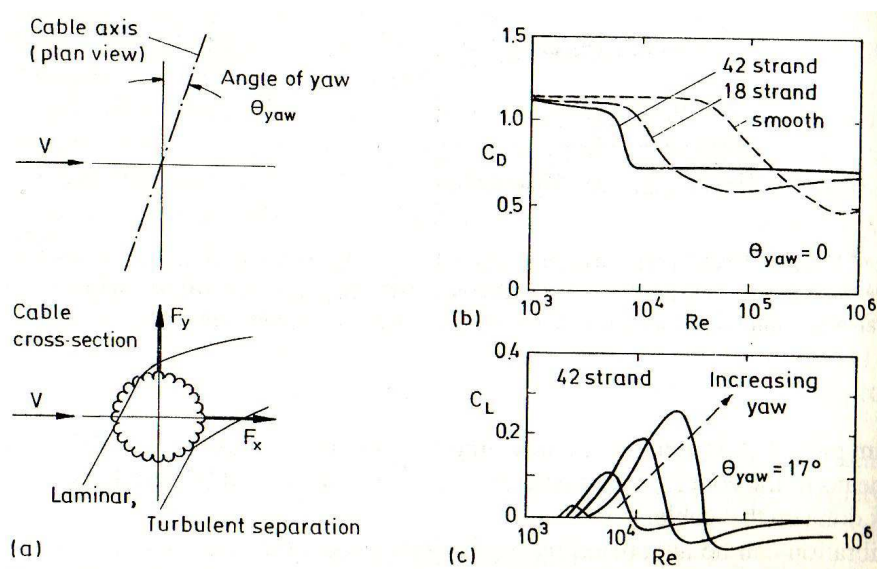 Cable axis
(plan view)
Angle of yaw
θyaw
V
Cable
cross-section
Fy
V
Fx
Laminar,
Turbulent separation
(a)
1.5
42 strand
18 strand
smooth
1.0
CD
0.5
θyaw = 0
0
10³
10⁴
10⁵
10⁶
(b)
Re
0.4
42 strand
Increasing
yaw
CL
0.2
θyaw = 17°
0
10³
10⁴
10⁶
(c)
Re